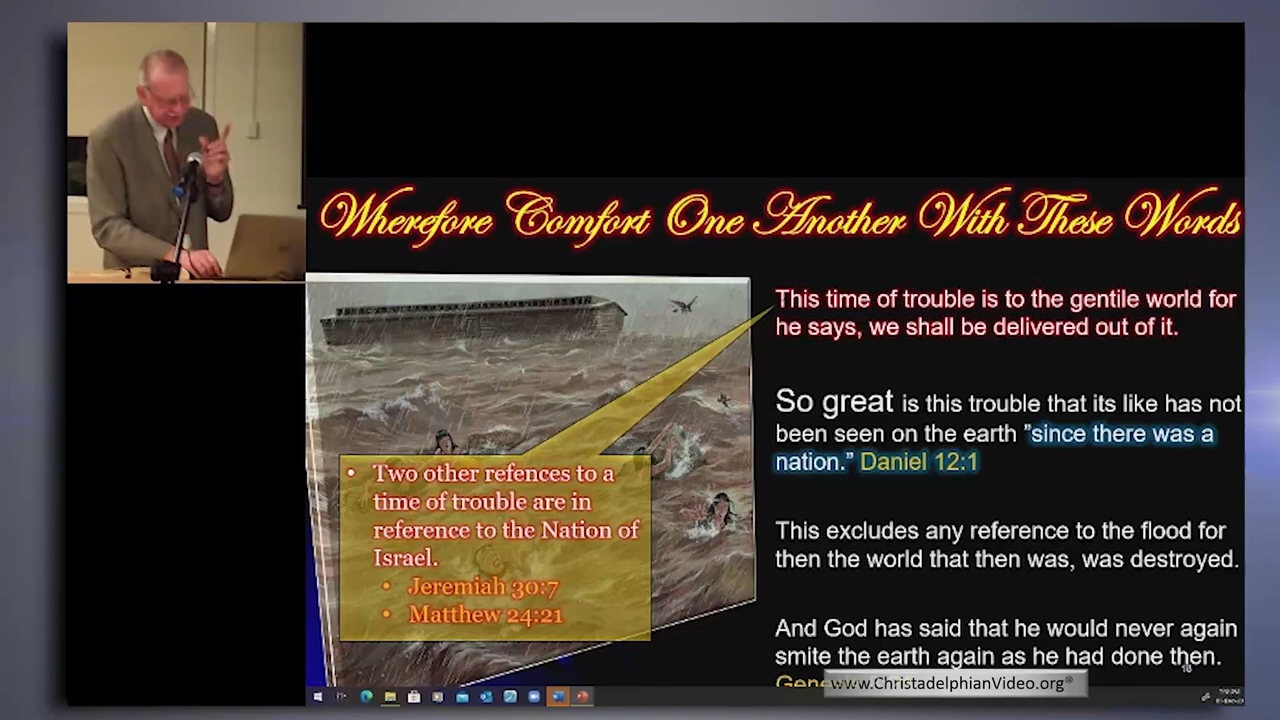 Wherefore Comfort One Another With These Words
This time of trouble is to the gentile world for
he says, we shall be delivered out of it.
So great is this trouble that its like has not
been seen on the earth ”since there was a
nation.” Daniel 12:1
This excludes any reference to the flood for
then the world that then was, was destroyed.
And God has said that he would never again
smite the earth again as he had done then.
• Two other refences to a
time of trouble are in
reference to the Nation of
Israel.
• Jeremiah 30:7
• Matthew 24:21
www.ChristadelphianVideo.org®